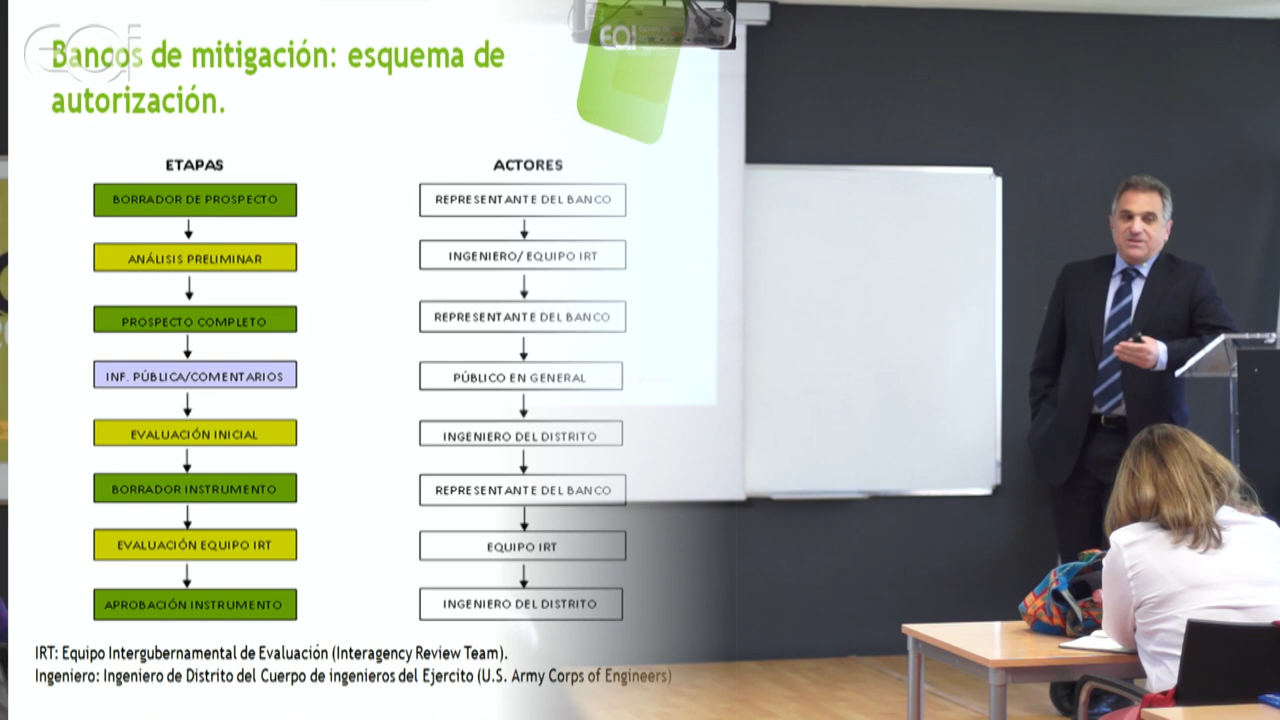 EOI
Bancos de mitigación: esquema de
autorización.
EOI
ETAPAS
BORRADOR DE PROSPECTO
ANÁLISIS PRELIMINAR
PROSPECTO COMPLETO
INF. PÚBLICA/COMENTARIOS
EVALUACIÓN INICIAL
BORRADOR INSTRUMENTO
EVALUACIÓN EQUIPO IRT
APROBACIÓN INSTRUMENTO
ACTORES
REPRESENTANTE DEL BANCO
INGENIERO/ EQUIPO IRT
REPRESENTANTE DEL BANCO
PÚBLICO EN GENERAL
INGENIERO DEL DISTRITO
REPRESENTANTE DEL BANCO
EQUIPO IRT
INGENIERO DEL DISTRITO
IRT: Equipo Intergubernamental de Evaluación (Interagency Review Team).
Ingeniero: Ingeniero de Distrito del Cuerpo de ingenieros del Ejercito (U.S. Army Corps of Engineers)